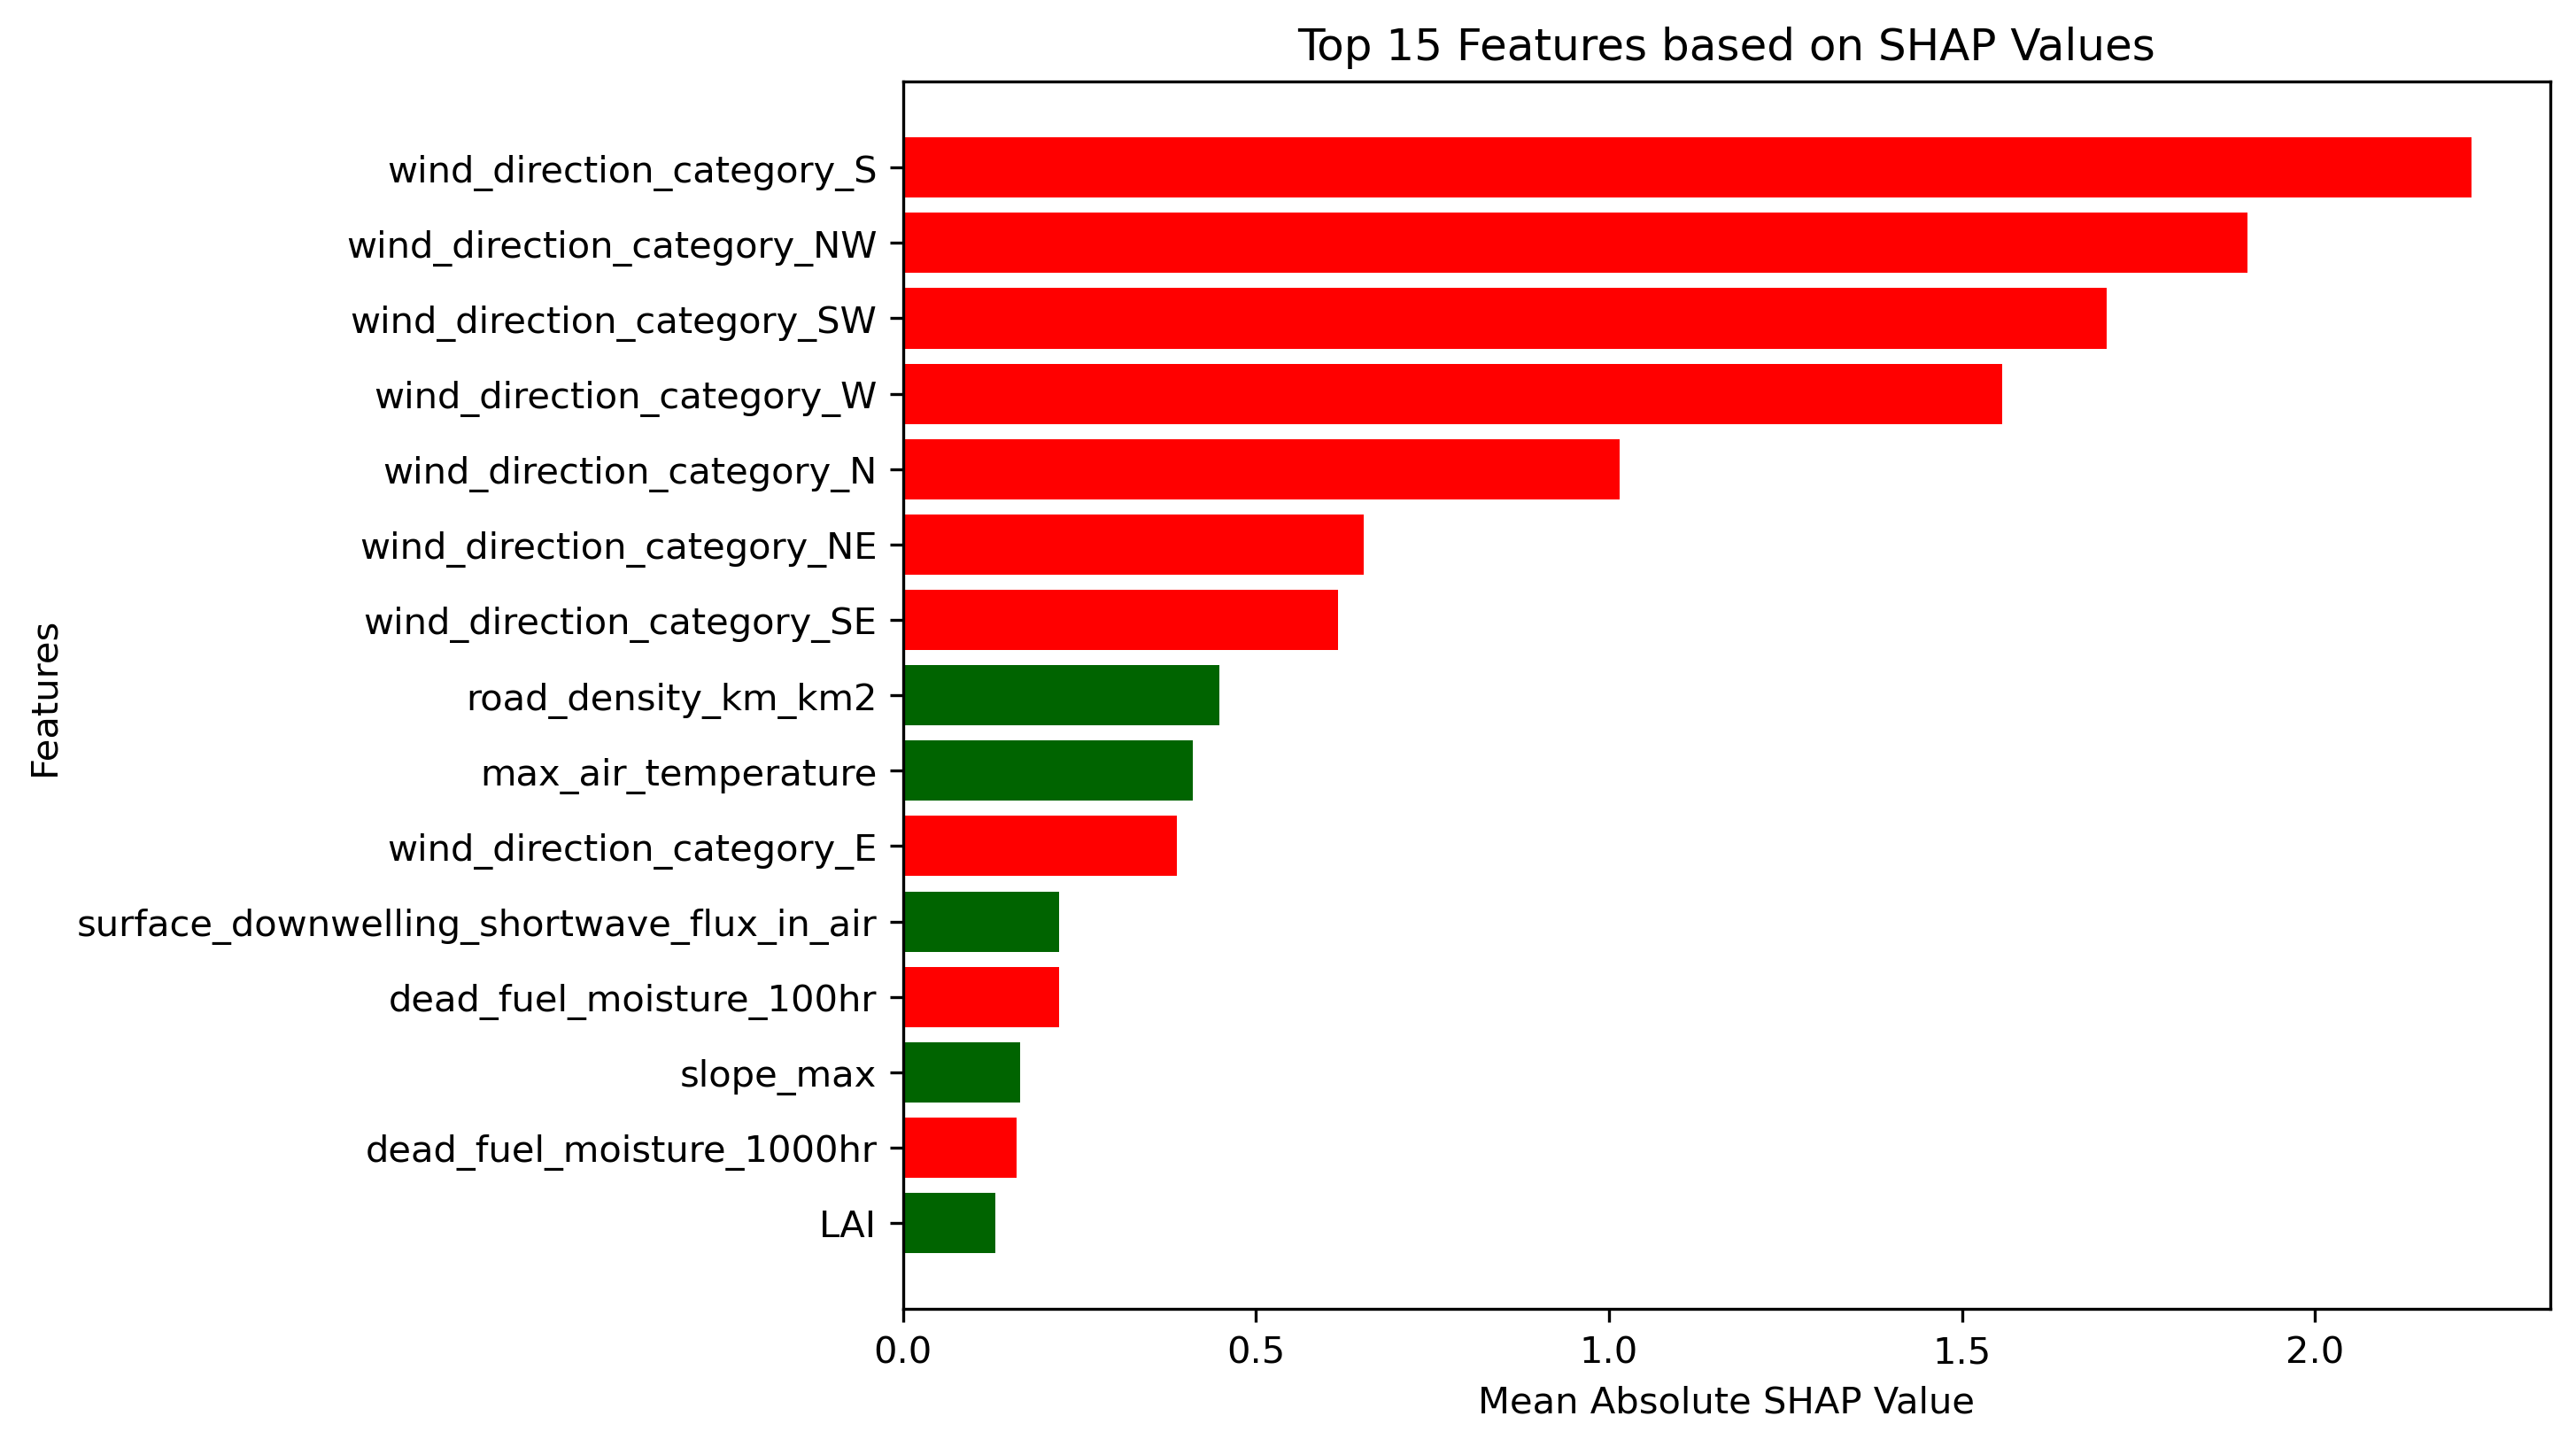 Top 15 Features based on SHAP Values
wind_direction_category_S
wind_direction_category_NW
wind_direction_category_SW
wind_direction_category_W
wind_direction_category_N
wind_direction_category_NE
wind_direction_category_SE
road_density_km_km2
max_air_temperature
wind_direction_category_E
surface_downwelling_shortwave_flux_in_air
dead_fuel_moisture_100hr
slope_max
dead_fuel_moisture_1000hr
LAI
Features
0.0 0.5 1.0 1.5 2.0
Mean Absolute SHAP Value